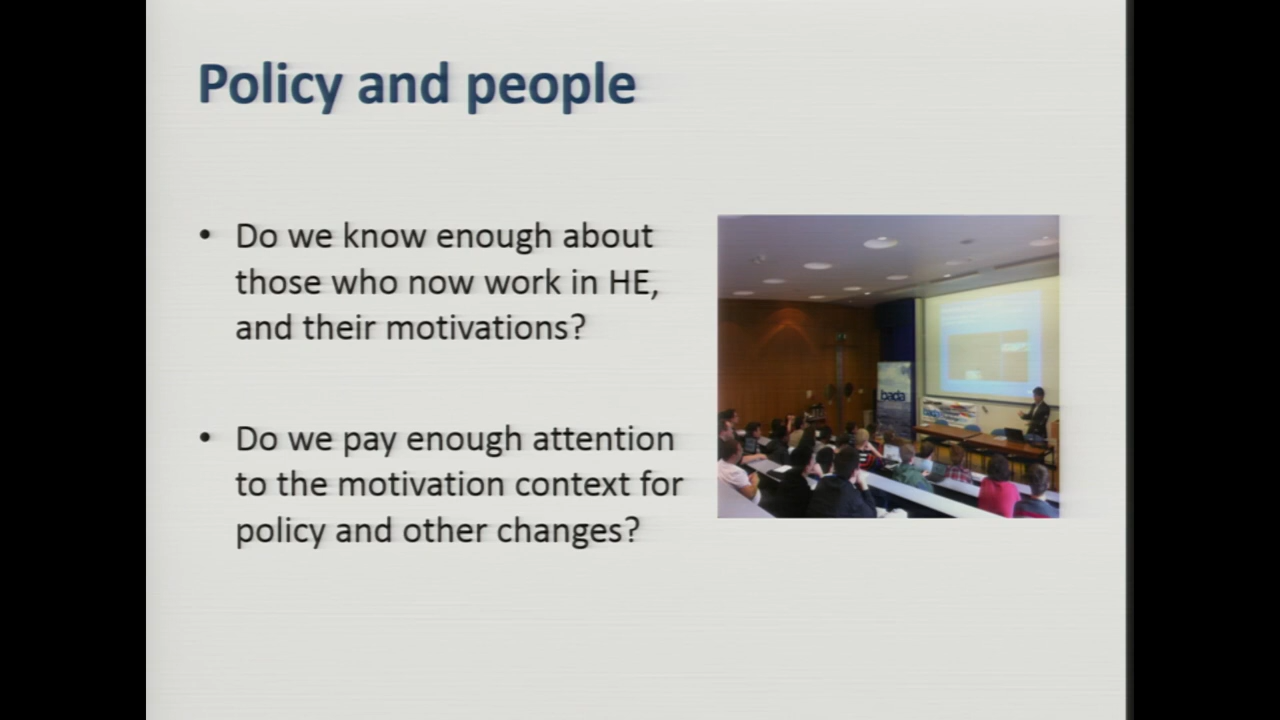 Policy and people
• Do we know enough about
those who now work in HE,
and their motivations?
• Do we pay enough attention
to the motivation context for
policy and other changes?
bada